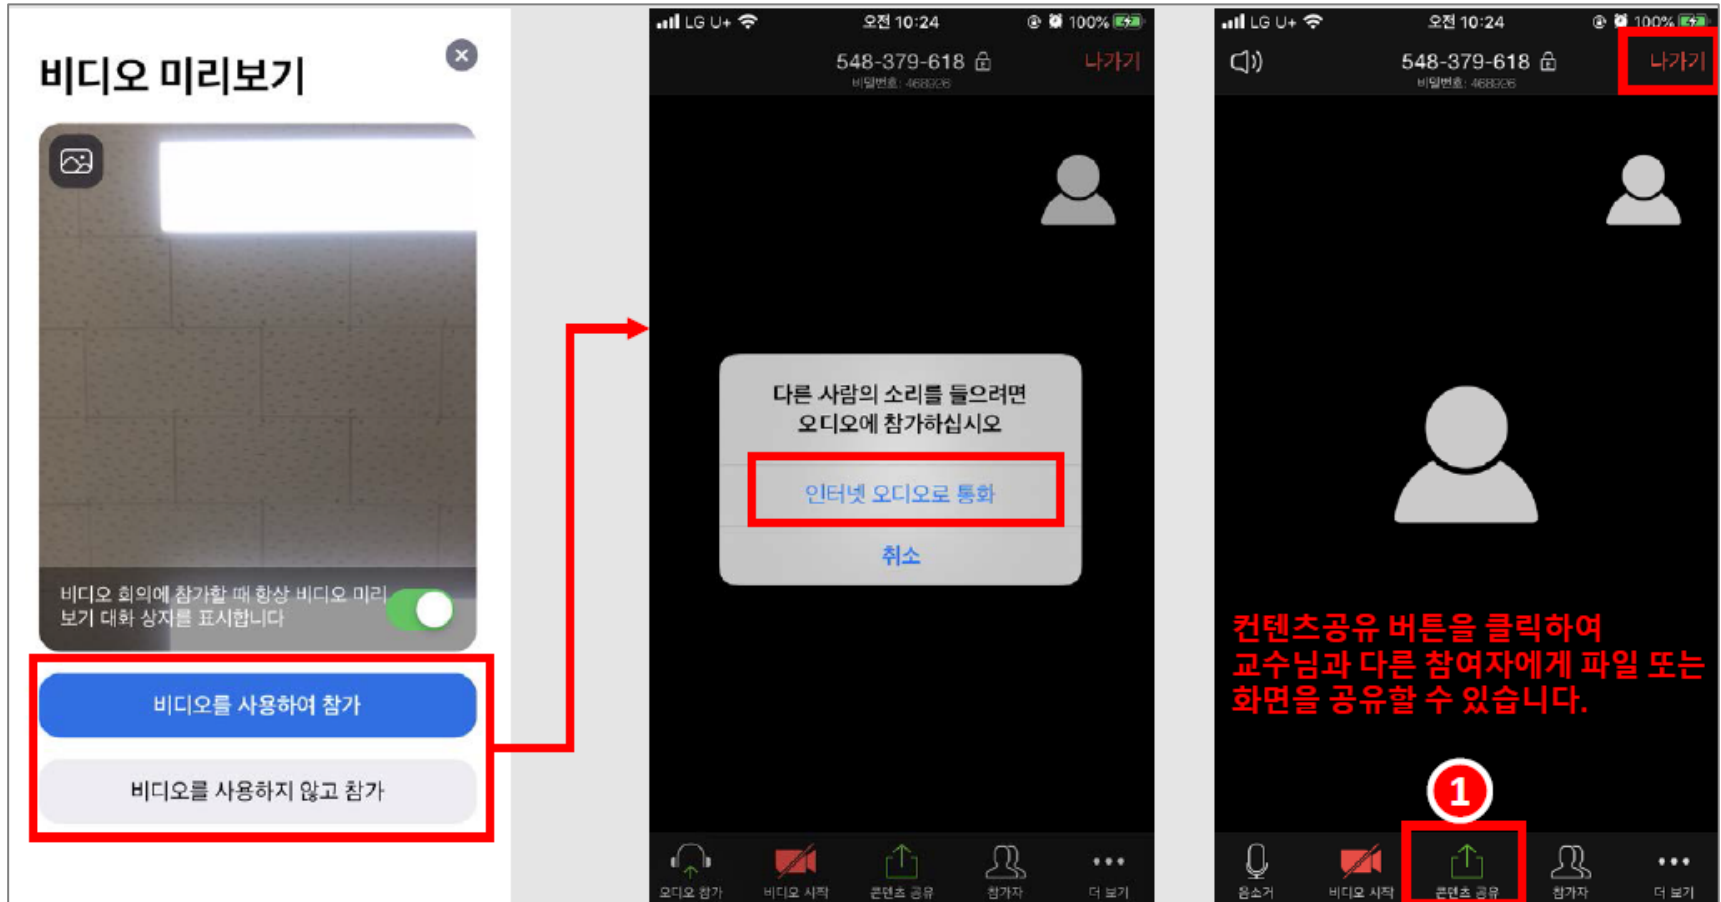 비디오 미리보기
비디오 회의에 참가할 때 항상 비디오 미리
보기 대화 상자를 표시합니다
비디오를 사용하여 참가
비디오를 사용하지 않고 참가
LG U+
오전 10:24
100%
548-379-618
비밀번호: 468926
나가기
다른 사람의 소리를 들으려면
오디오에 참가하십시오
인터넷 오디오로 통화
취소
오디오 참가
비디오 시작
콘텐츠 공유
참가자
더 보기
LG U+
오전 10:24
100%
548-379-618
비밀번호: 468926
나가기
컨텐츠공유 버튼을 클릭하여
교수님과 다른 참여자에게 파일 또는
화면을 공유할 수 있습니다.
1
음소거
비디오 시작
콘텐츠 공유
참가자
더 보기